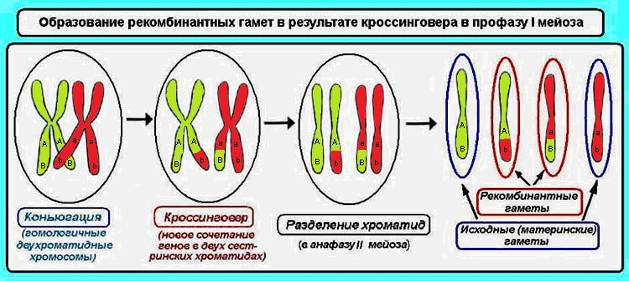 Образование рекомбинантных гамет в результате кроссинговера в профазу I мейоза
A
a
B
b
A
a
b
B
A
A
a
a
B
b
B
b
A
A
a
a
B
b
B
b
Рекомбинантные
гаметы
Исходные (материнские)
гаметы
Коньюгация
(гомологичные
двухроматидные
хромосомы)
Кроссинговер
(новое сочетание
генов в двух сест-
ринских хроматидах)
Разделение хроматид
(в анафазу II мейоза)